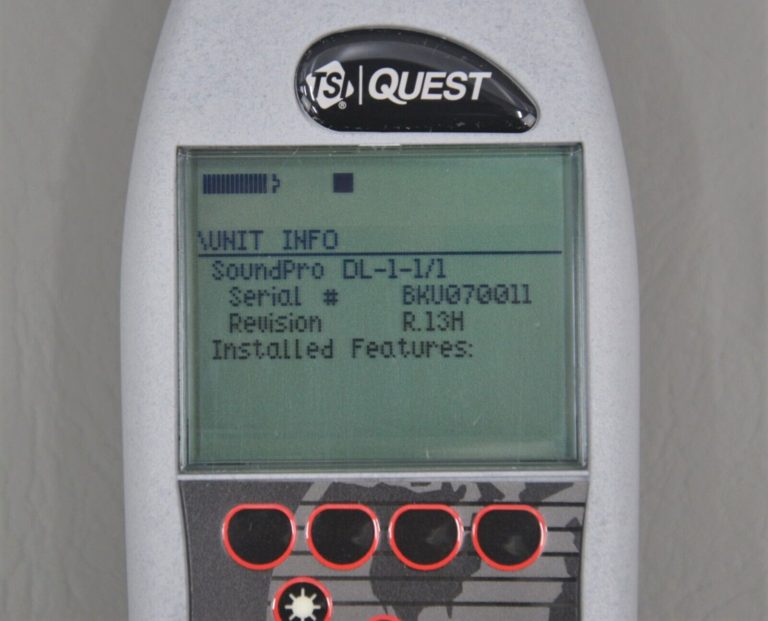 TSI QUEST
®
\UNIT INFO
SoundPro DL-1-1/1
Serial # BKU070011
Revision R.13H
Installed Features: